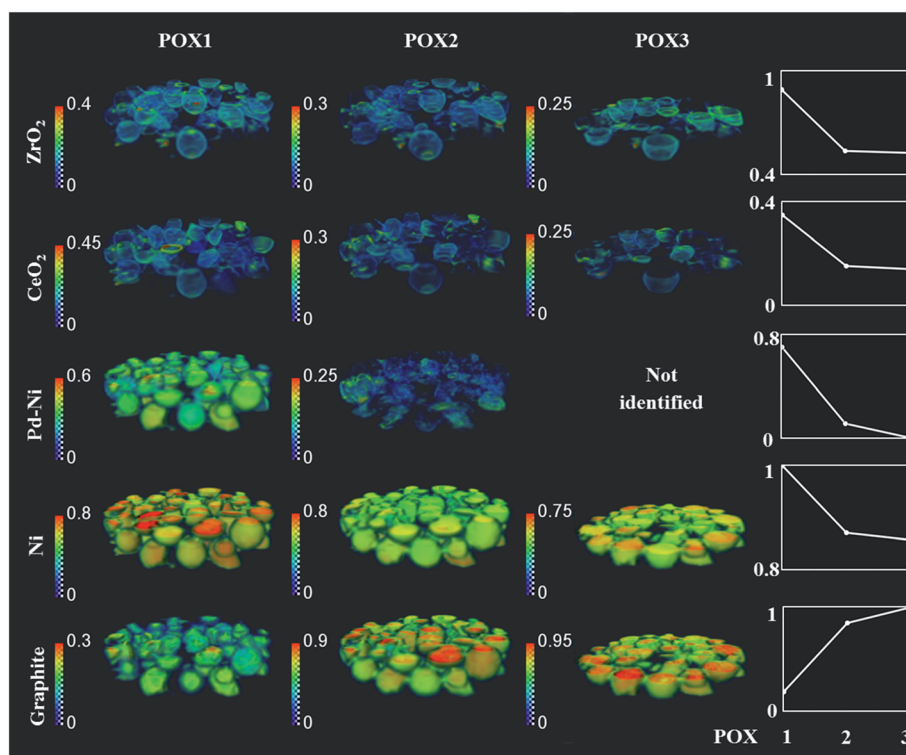 POX1 POX2 POX3
ZrO2 0.4 0 0.3 0 0.25 0 1 0.4
CeO2 0.45 0 0.3 0 0.25 0 0.4 0
Pd-Ni 0.6 0 0.25 0 Not
identified 0.8 0
Ni 0.8 0 0.8 0 0.75 0 1 0.8
Graphite 0.3 0 0.9 0 0.95 0 1 0
POX 1 2 3